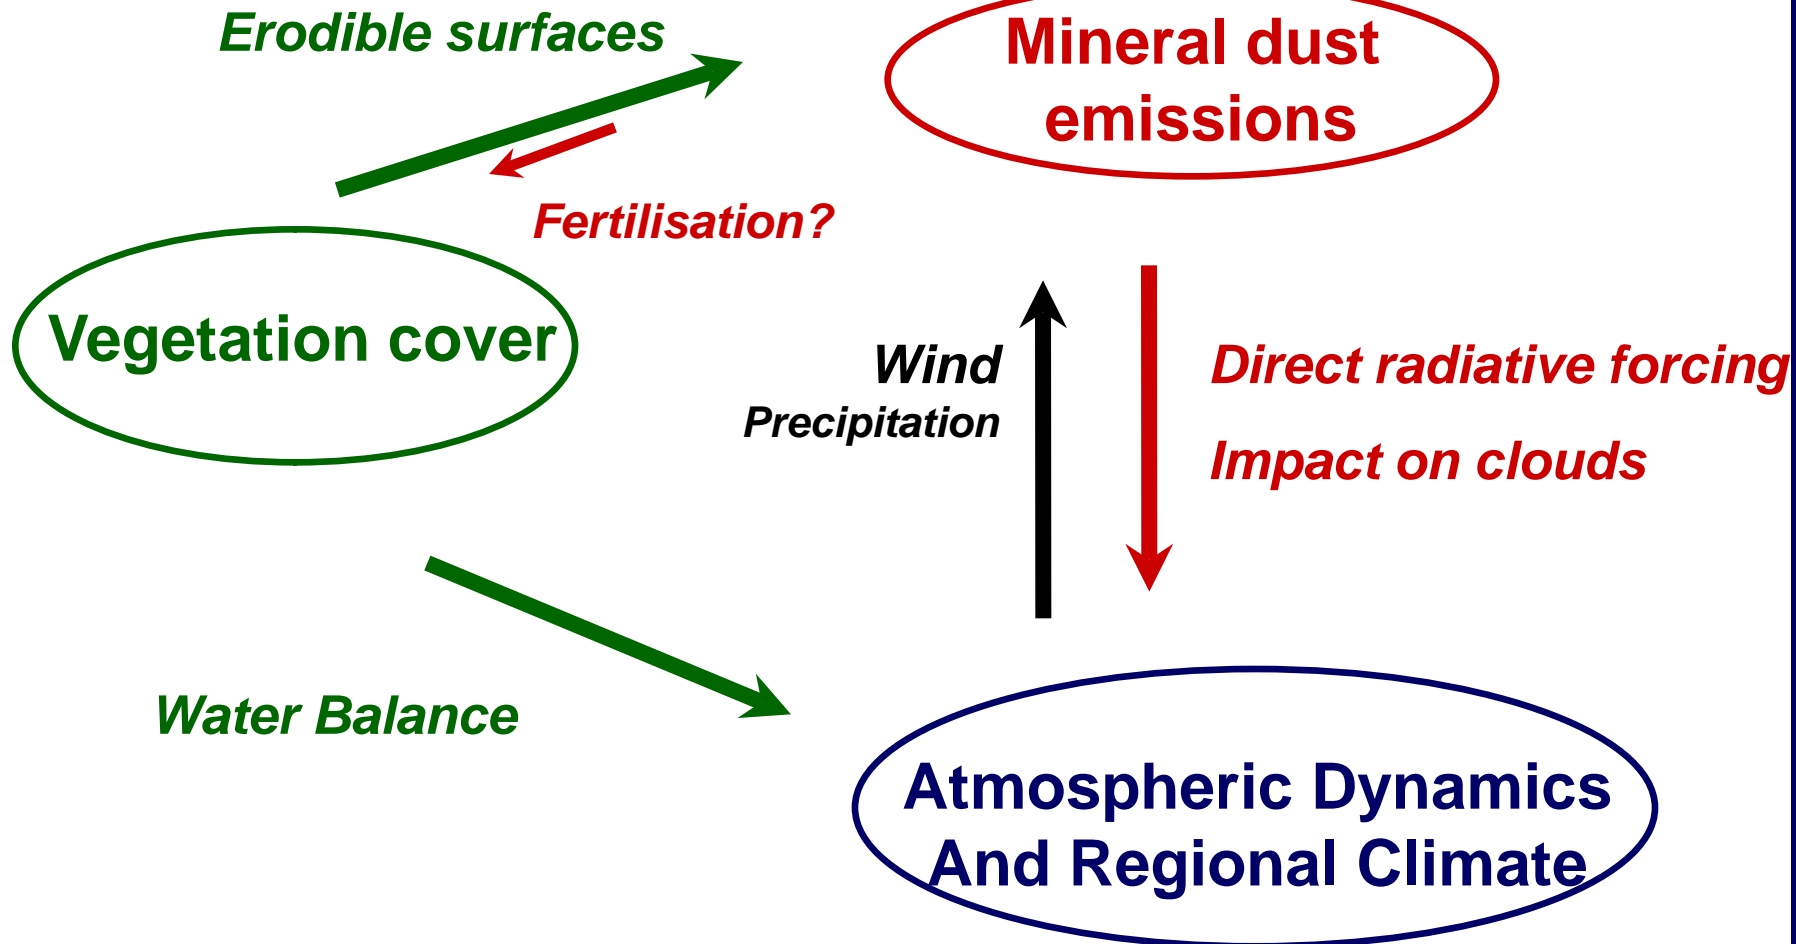 Erodible surfaces
Mineral dust
emissions
Fertilisation?
Vegetation cover
Wind
Precipitation
Direct radiative forcing
Impact on clouds
Water Balance
Atmospheric Dynamics
And Regional Climate